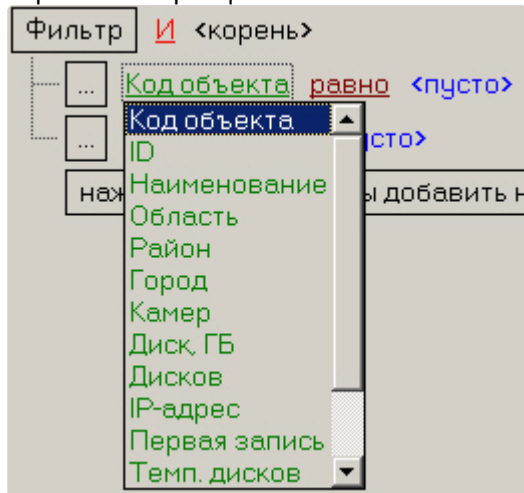 Фильтр И <корень>
... Код объекта равно <пусто>
Код объекта
... сто>
ID
Наименование
наж ы добавить н
Область
Район
Город
Камер
Диск, ГБ
Дисков
IP-адрес
Первая запись
Темп. дисков